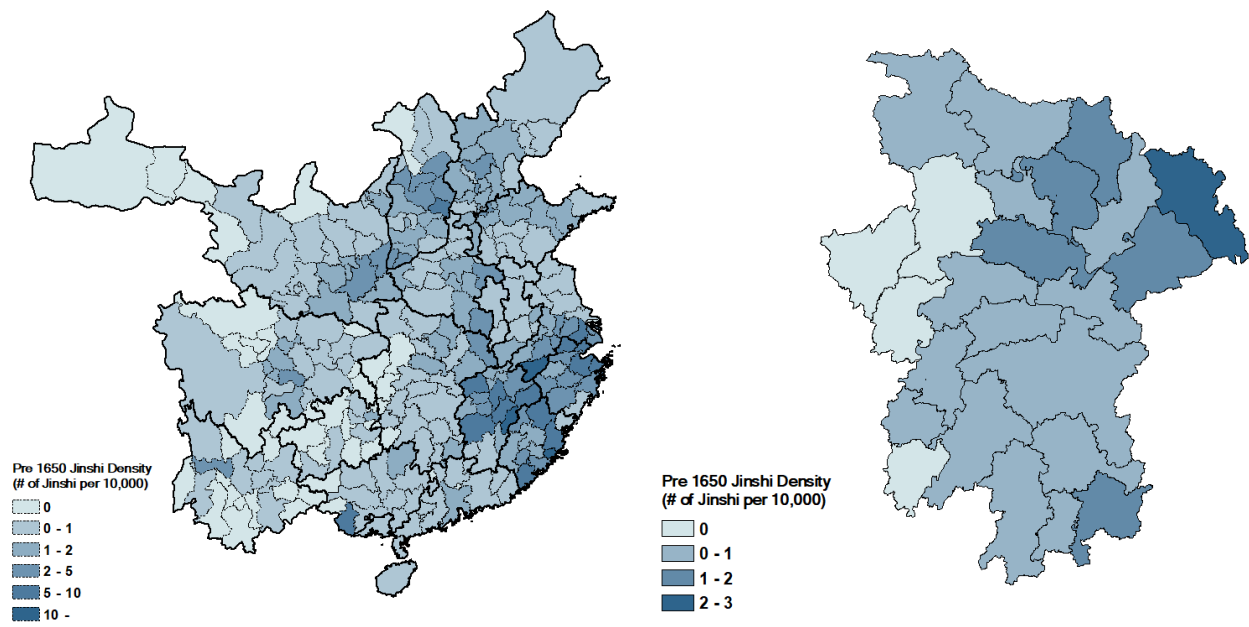 Pre 1650 Jinshi Density
(# of Jinshi per 10,000)
0
0 - 1
1 - 2
2 - 5
5 - 10
10 -
Pre 1650 Jinshi Density
(# of Jinshi per 10,000)
0
0 - 1
1 - 2
2 - 3